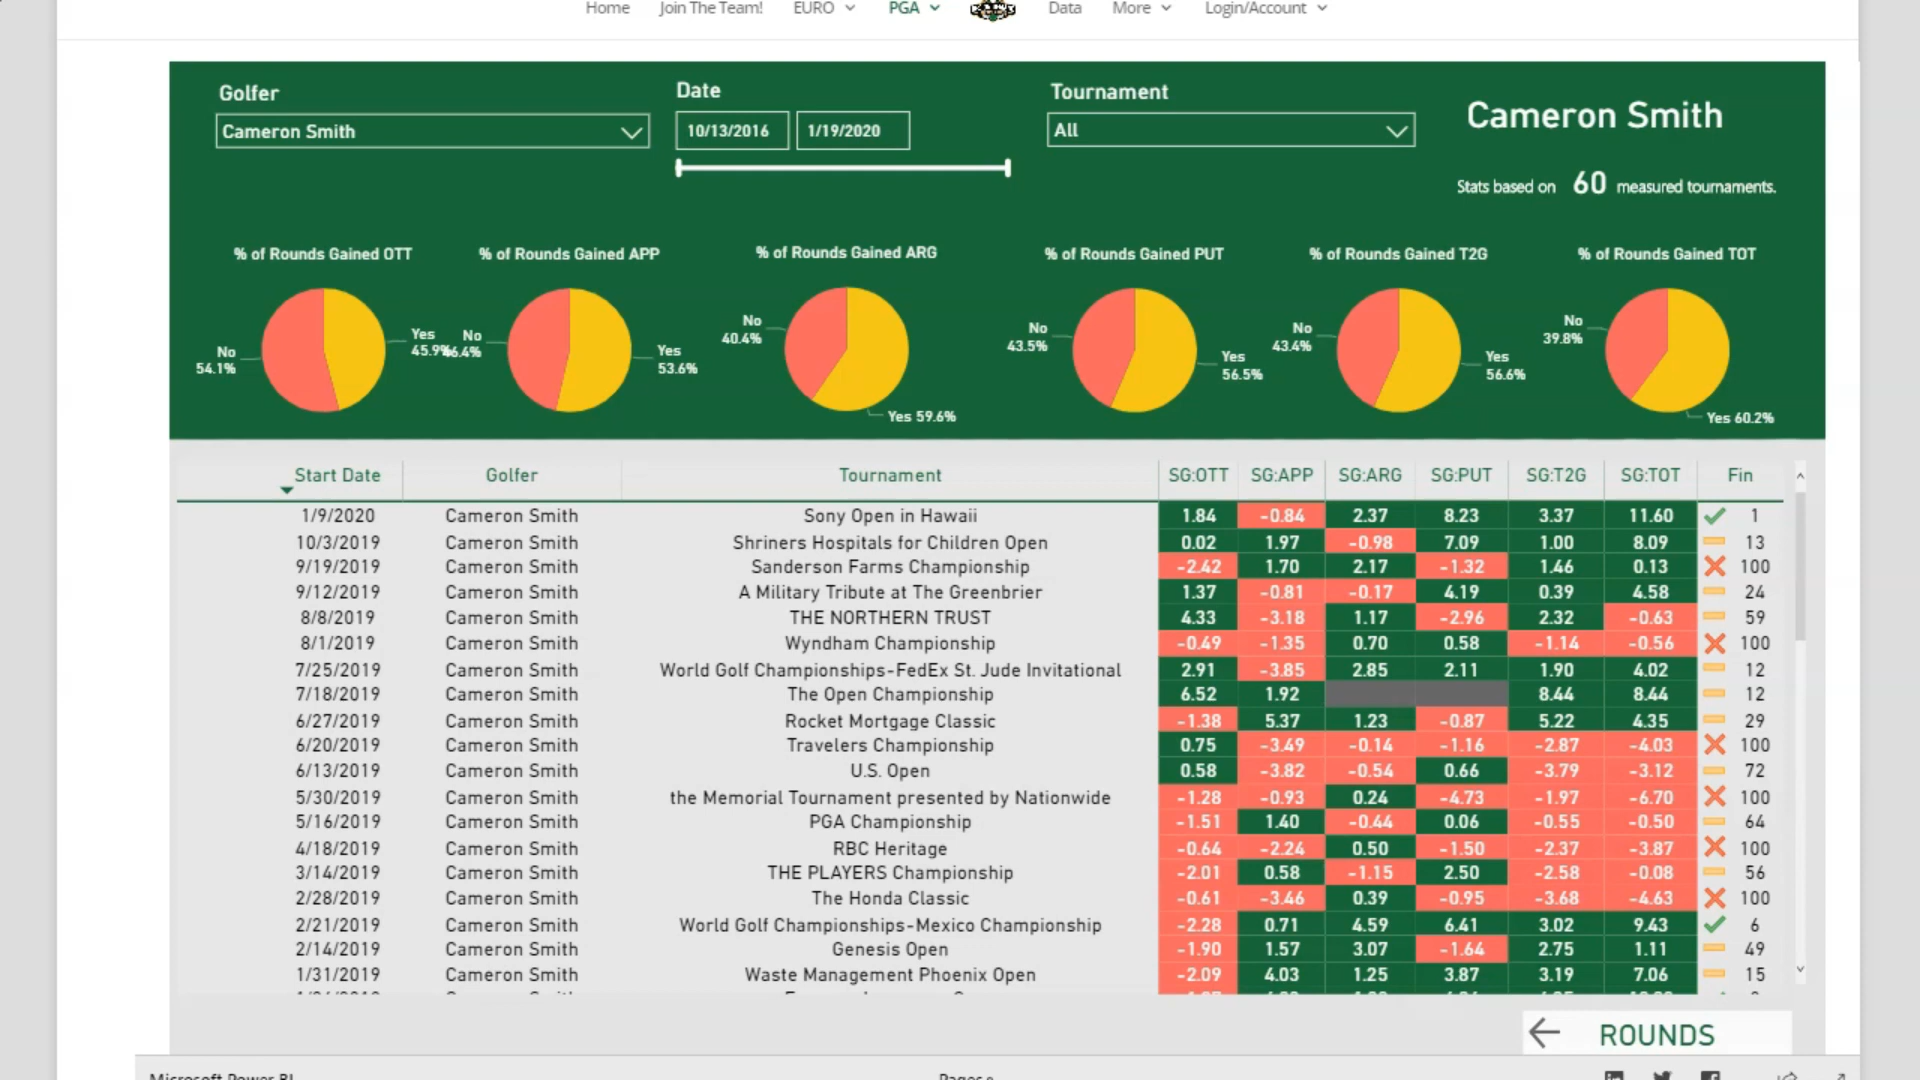 Home Join The Team! EURO PGA Data More Login/Account
Golfer Date Tournament
Cameron Smith 10/13/2016 1/19/2020 All
Cameron Smith
Stats based on 60 measured tournaments.
% of Rounds Gained OTT % of Rounds Gained APP % of Rounds Gained ARG % of Rounds Gained PUT % of Rounds Gained T2G % of Rounds Gained TOT
No 54.1% Yes 45.9%
No 46.4% Yes 53.6%
No 40.4% Yes 59.6%
No 43.5% Yes 56.5%
No 43.4% Yes 56.6%
No 39.8% Yes 60.2%
Start Date Golfer Tournament SG:OTT SG:APP SG:ARG SG:PUT SG:T2G SG:TOT Fin
1/9/2020 Cameron Smith Sony Open in Hawaii 1.84 -0.84 2.37 8.23 3.37 11.60 1
10/3/2019 Cameron Smith Shriners Hospitals for Children Open 0.02 1.97 -0.98 7.09 1.00 8.09 13
9/19/2019 Cameron Smith Sanderson Farms Championship -2.42 1.70 2.17 -1.32 1.46 0.13 100
9/12/2019 Cameron Smith A Military Tribute at The Greenbrier 1.37 -0.81 -0.17 4.19 0.39 4.58 24
8/8/2019 Cameron Smith THE NORTHERN TRUST 4.33 -3.18 1.17 -2.96 2.32 -0.63 59
8/1/2019 Cameron Smith Wyndham Championship -0.49 -1.35 0.70 0.58 -1.14 -0.56 100
7/25/2019 Cameron Smith World Golf Championships-FedEx St. Jude Invitational 2.91 -3.85 2.85 2.11 1.90 4.02 12
7/18/2019 Cameron Smith The Open Championship 6.52 1.92 8.44 8.44 12
6/27/2019 Cameron Smith Rocket Mortgage Classic -1.38 5.37 1.23 -0.87 5.22 4.35 29
6/20/2019 Cameron Smith Travelers Championship 0.75 -3.49 -0.14 -1.16 -2.87 -4.03 100
6/13/2019 Cameron Smith U.S. Open 0.58 -3.82 -0.54 0.66 -3.79 -3.12 72
5/30/2019 Cameron Smith the Memorial Tournament presented by Nationwide -1.28 -0.93 0.24 -4.73 -1.97 -6.70 100
5/16/2019 Cameron Smith PGA Championship -1.51 1.40 -0.44 0.06 -0.55 -0.50 64
4/18/2019 Cameron Smith RBC Heritage -0.64 -2.24 0.50 -1.50 -2.37 -3.87 100
3/14/2019 Cameron Smith THE PLAYERS Championship -2.01 0.58 -1.15 2.50 -2.58 -0.08 56
2/28/2019 Cameron Smith The Honda Classic -0.61 -3.46 0.39 -0.95 -3.68 -4.63 100
2/21/2019 Cameron Smith World Golf Championships-Mexico Championship -2.28 0.71 4.59 6.41 3.02 9.43 6
2/14/2019 Cameron Smith Genesis Open -1.90 1.57 3.07 -1.64 2.75 1.11 49
1/31/2019 Cameron Smith Waste Management Phoenix Open -2.09 4.03 1.25 3.87 3.19 7.06 15
ROUNDS
Microsoft Power BI